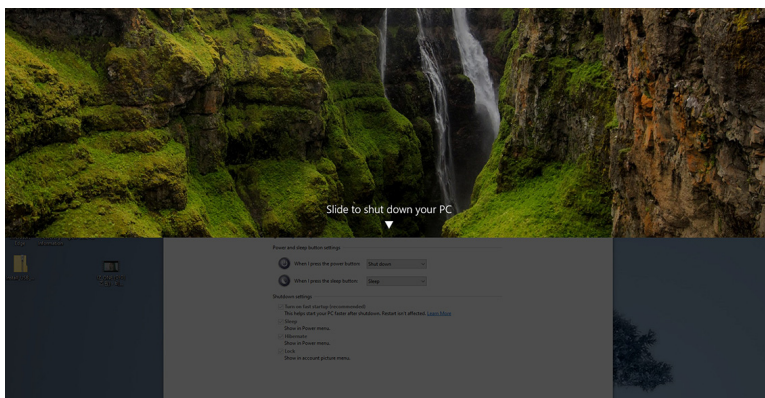 Slide to shut down your PC
Power and sleep button settings
When I press the power button: Shut down
When I press the sleep button: Sleep
Shutdown settings
Turn on fast startup (recommended)
This helps start your PC faster after shutdown. Restart isn't affected. Learn More
Sleep
Show in Power menu.
Hibernate
Show in Power menu.
Lock
Show in account picture menu.